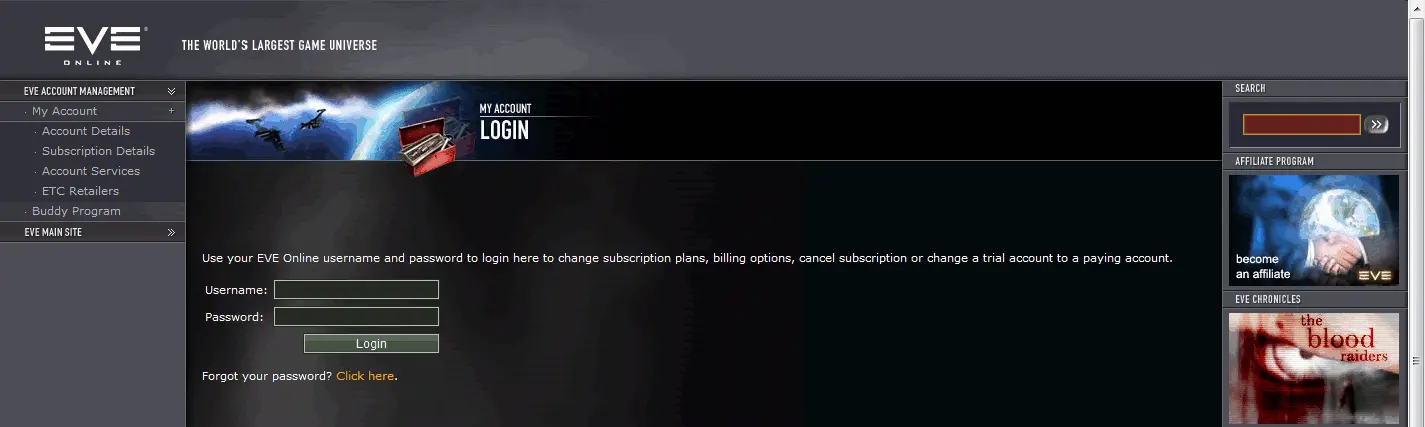 EVE
ONLINE
THE WORLD'S LARGEST GAME UNIVERSE
EVE ACCOUNT MANAGEMENT
My Account
Account Details
Subscription Details
Account Services
ETC Retailers
Buddy Program
EVE MAIN SITE
MY ACCOUNT
LOGIN
Use your EVE Online username and password to login here to change subscription plans, billing options, cancel subscription or change a trial account to a paying account.
Username:
Password:
Login
Forgot your password? Click here.
SEARCH
AFFILIATE PROGRAM
become
an affiliate
EVE
EVE CHRONICLES
the
blood
raiders